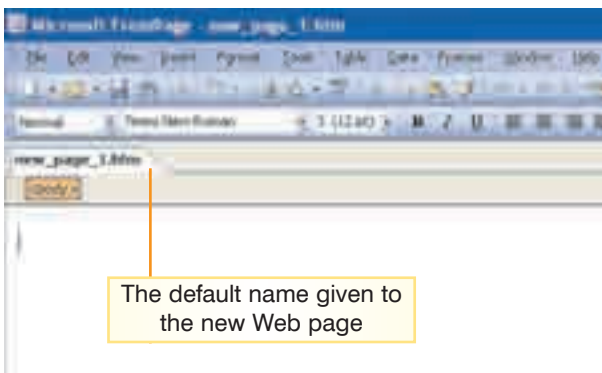 Microsoft FrontPage - new_page_1.htm
File Edit View Insert Format Tools Table Data Frames Window Help
Normal Times New Roman 3 (12 pt) B I U
new_page_1.htm
<body>
The default name given to
the new Web page